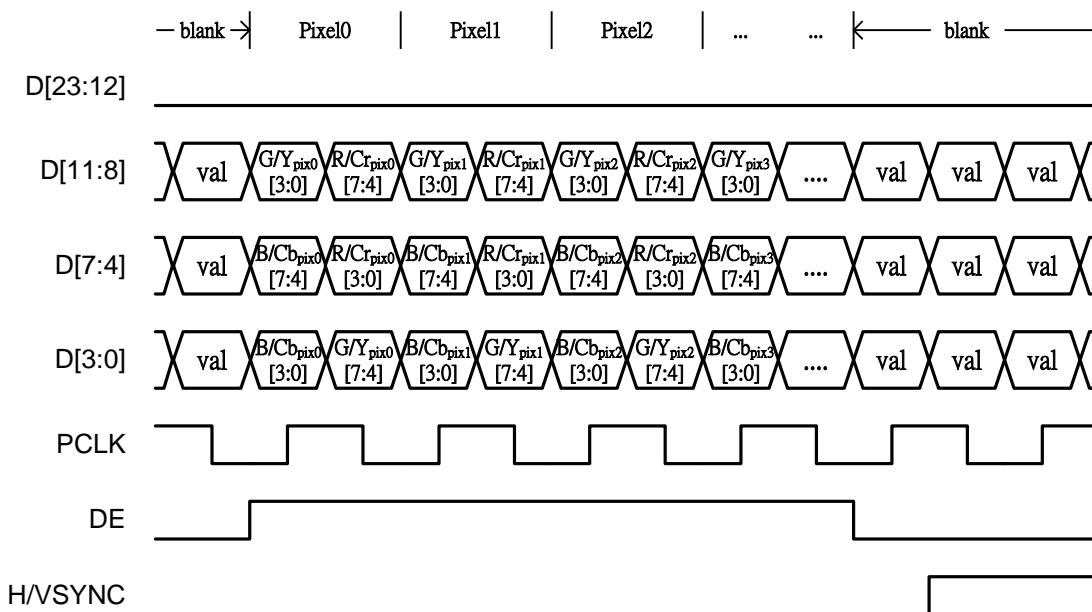 blank Pixel0 Pixel1 Pixel2 ... ... blank
D[23:12]
D[11:8] val G/Ypix0 [3:0] R/Crpix0 [7:4] G/Ypix1 [3:0] R/Crpix1 [7:4] G/Ypix2 [3:0] R/Crpix2 [7:4] G/Ypix3 [3:0] .... val val val
D[7:4] val B/Cbpix0 [7:4] R/Crpix0 [3:0] B/Cbpix1 [7:4] R/Crpix1 [3:0] B/Cbpix2 [7:4] R/Crpix2 [3:0] B/Cbpix3 [7:4] .... val val val
D[3:0] val B/Cbpix0 [3:0] G/Ypix0 [7:4] B/Cbpix1 [3:0] G/Ypix1 [7:4] B/Cbpix2 [3:0] G/Ypix2 [7:4] B/Cbpix3 [3:0] .... val val val
PCLK
DE
H/VSYNC